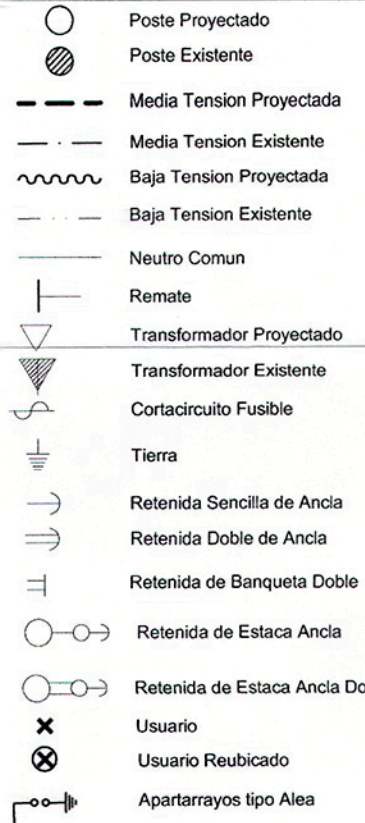 Poste Proyectado
Poste Existente
Media Tension Proyectada
Media Tension Existente
Baja Tension Proyectada
Baja Tension Existente
Neutro Comun
Remate
Transformador Proyectado
Transformador Existente
Cortacircuito Fusible
Tierra
Retenida Sencilla de Ancla
Retenida Doble de Ancla
Retenida de Banqueta Doble
Retenida de Estaca Ancla
Retenida de Estaca Ancla Do
Usuario
Usuario Reubicado
Apartarrayos tipo Alea